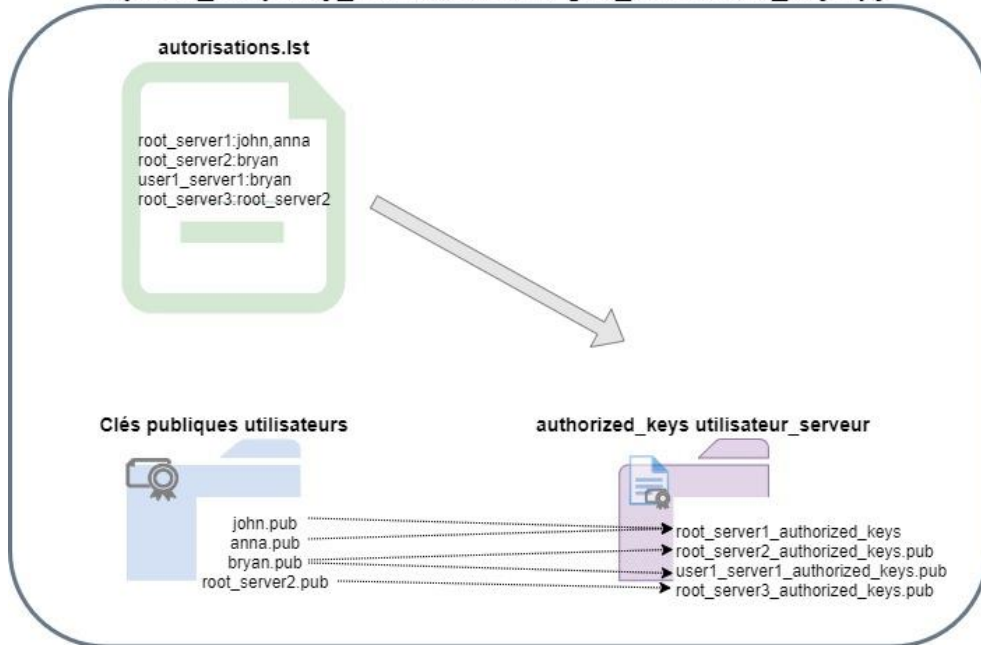 autorisations.lst
root_server1:john,anna
root_server2:bryan
user1_server1:bryan
root_server3:root_server2
Clés publiques utilisateurs
authorized_keys utilisateur_serveur
john.pub
anna.pub
bryan.pub
root_server2.pub
root_server1_authorized_keys
root_server2_authorized_keys.pub
user1_server1_authorized_keys.pub
root_server3_authorized_keys.pub